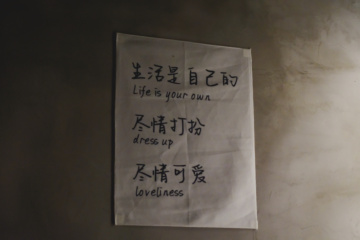 生活是自己的
Life is your own
尽情打扮
dress up
尽情可爱
loveliness